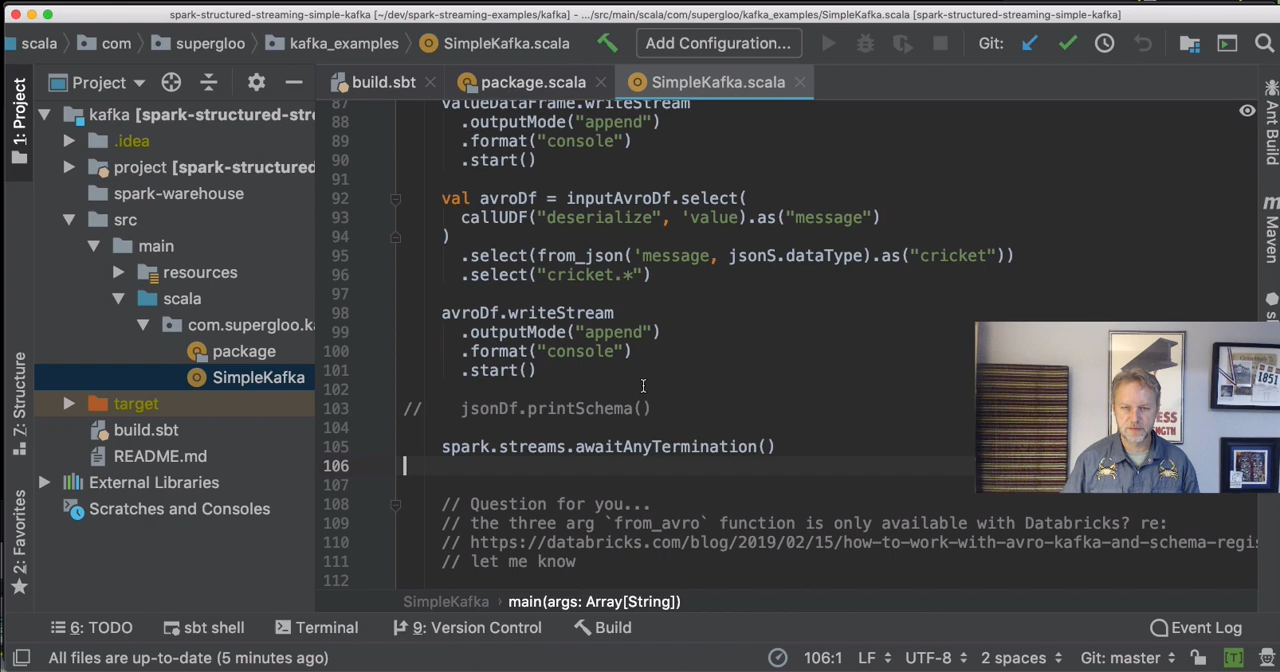 spark-structured-streaming-simple-kafka [~/dev/spark-streaming-examples/kafka] - .../src/main/scala/com/supergloo/kafka_examples/SimpleKafka.scala [spark-structured-streaming-simple-kafka]
scala com supergloo kafka_examples SimpleKafka.scala Add Configuration... Git:
Project build.sbt package.scala SimpleKafka.scala
1: Project
7: Structure
2: Favorites
kafka [spark-structured-stre
.idea
project [spark-structured
spark-warehouse
src
main
resources
scala
com.supergloo.ka
package
SimpleKafka
target
build.sbt
README.md
External Libraries
Scratches and Consoles
87 valueDataFrame.writeStream
88 .outputMode("append")
89 .format("console")
90 .start()
91
92 val avroDf = inputAvroDf.select(
93 callUDF("deserialize", 'value).as("message")
94 )
95 .select(from_json('message, jsonS.dataType).as("cricket"))
96 .select("cricket.*")
97
98 avroDf.writeStream
99 .outputMode("append")
100 .format("console")
101 .start()
102
103 // jsonDf.printSchema()
104
105 spark.streams.awaitAnyTermination()
106
107
108 // Question for you...
109 // the three arg `from_avro` function is only available with Databricks? re:
110 // https://databricks.com/blog/2019/02/15/how-to-work-with-avro-kafka-and-schema-regis
111 // let me know
112
Ant Build
m Maven
1851
SimpleKafka main(args: Array[String])
6: TODO sbt shell Terminal 9: Version Control Build Event Log
All files are up-to-date (5 minutes ago) 106:1 LF UTF-8 2 spaces Git: master [T]